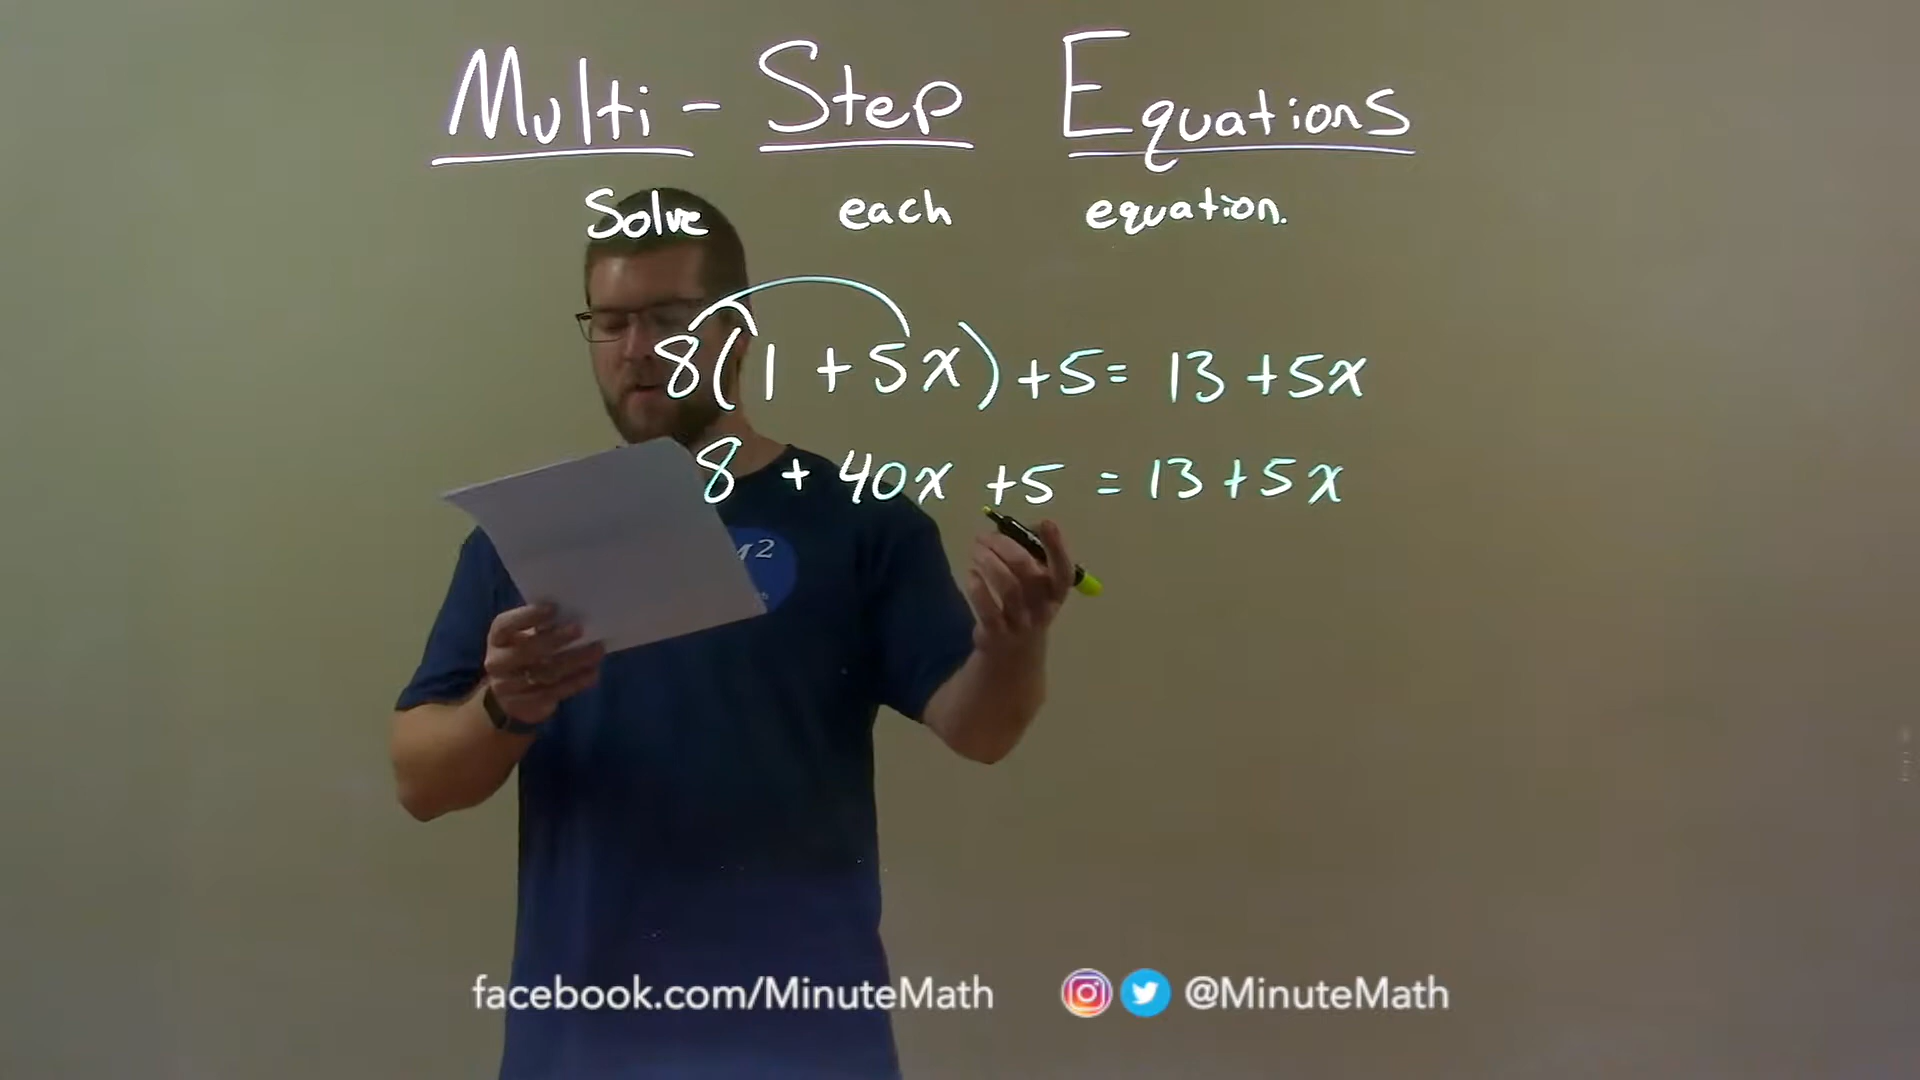 Multi-Step Equations
Solve each equation.
8(1+5x)+5=13+5x
8+40x+5=13+5x
facebook.com/MinuteMath @MinuteMath